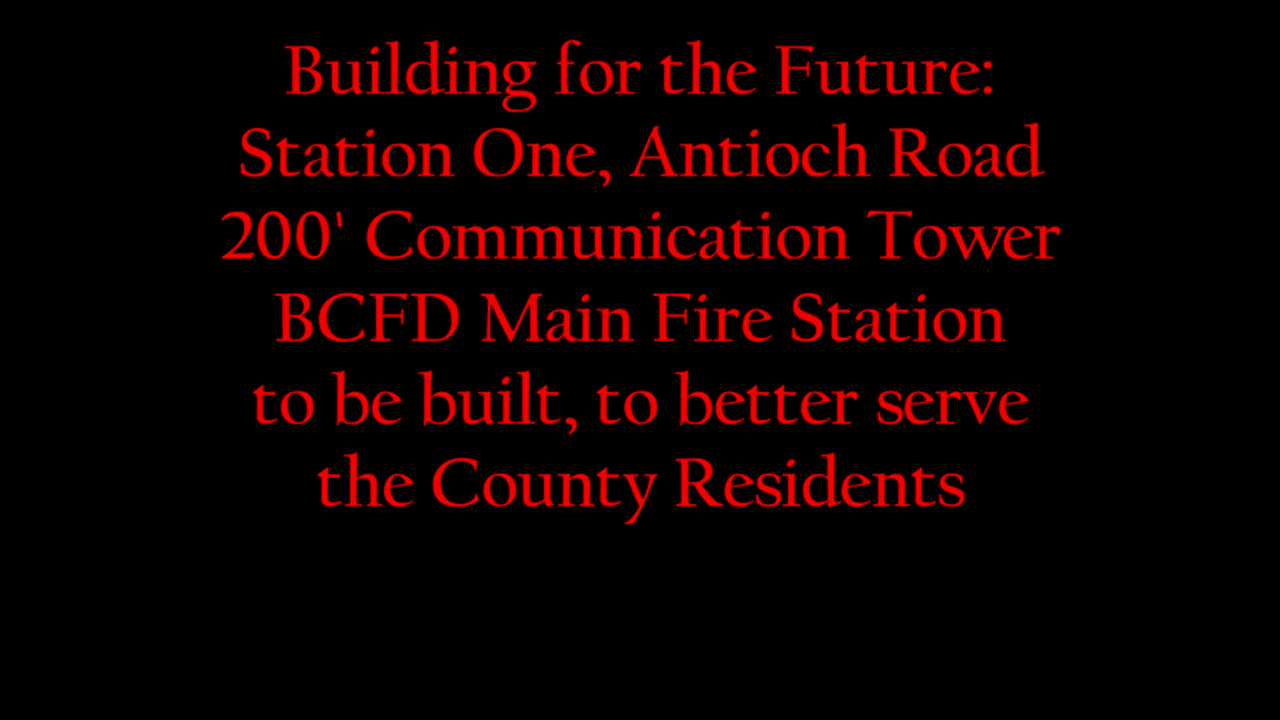 Building for the Future:
Station One, Antioch Road
200' Communication Tower
BCFD Main Fire Station
to be built, to better serve
the County Residents